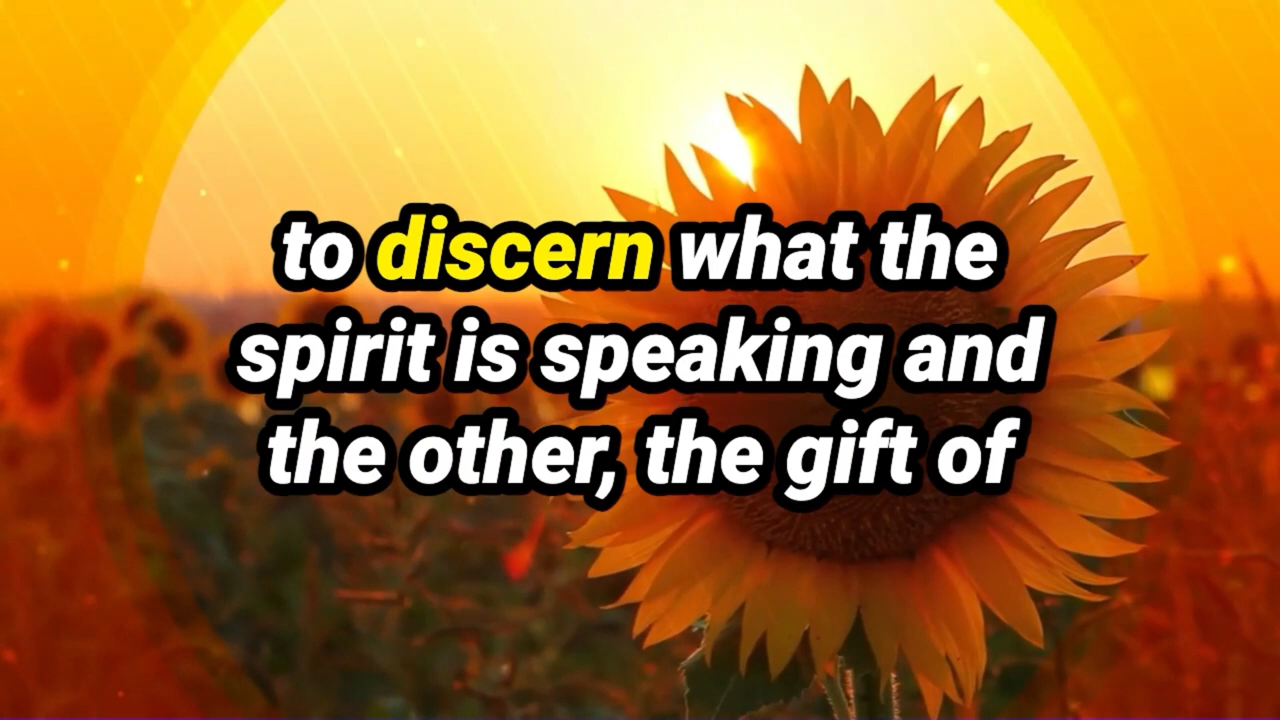 to discern what the
spirit is speaking and
the other, the gift of